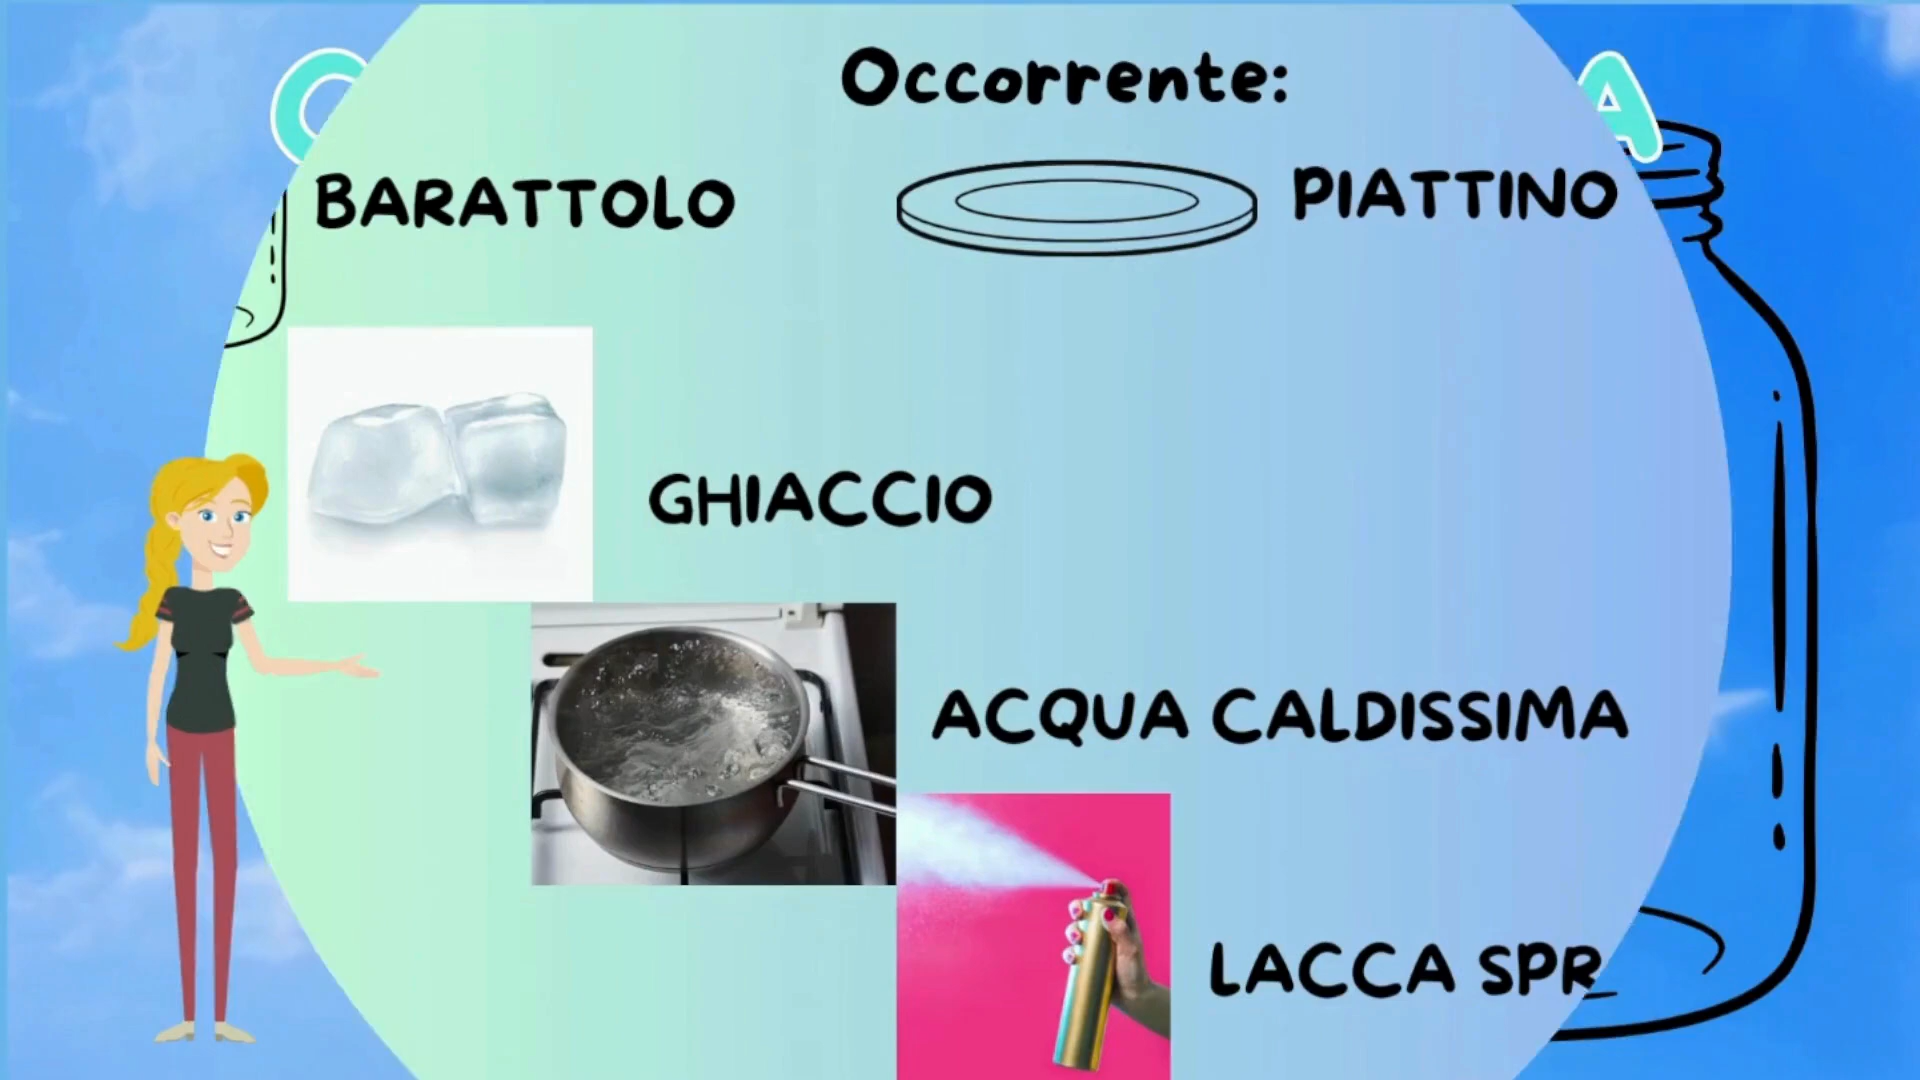 Occorrente:
BARATTOLO
PIATTINO
GHIACCIO
ACQUA CALDISSIMA
LACCA SPR